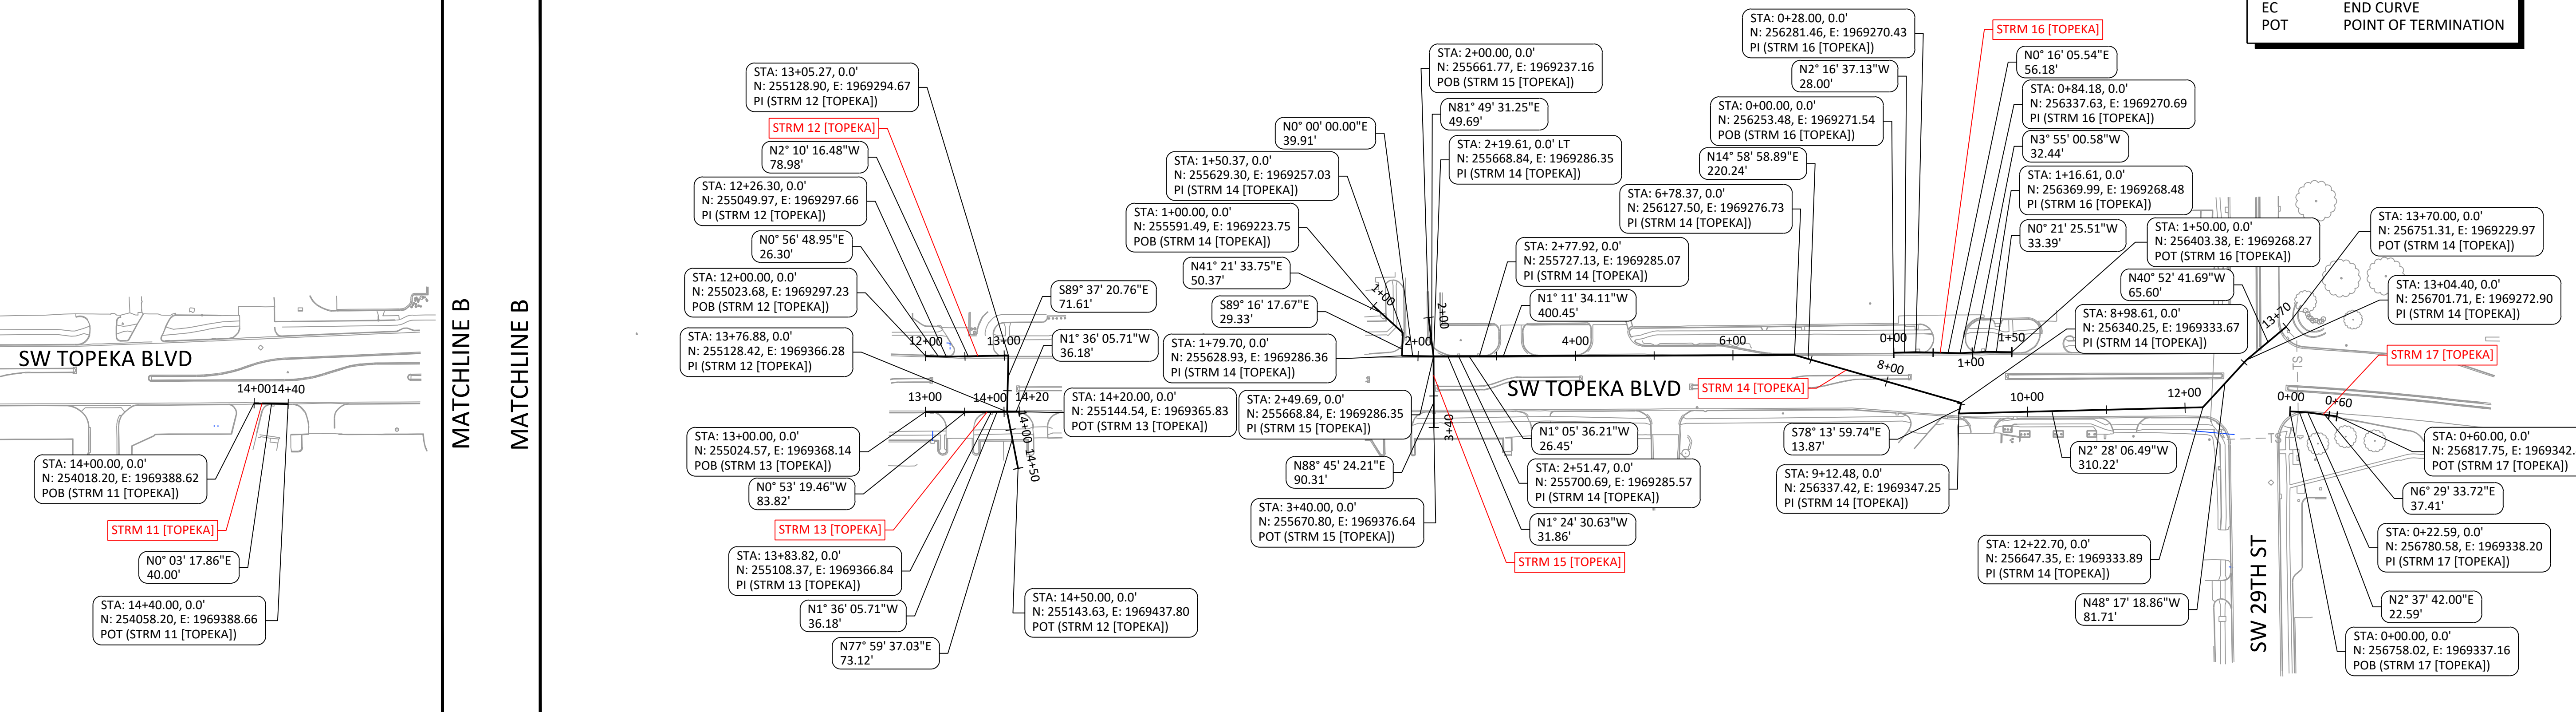 EC END CURVE
POT POINT OF TERMINATION
SW TOPEKA BLVD
14+00
14+40
STA: 14+00.00, 0.0'
N: 254018.20, E: 1969388.62
POB (STRM 11 [TOPEKA])
STRM 11 [TOPEKA]
N0° 03' 17.86"E
40.00'
STA: 14+40.00, 0.0'
N: 254058.20, E: 1969388.66
POT (STRM 11 [TOPEKA])
MATCHLINE B
MATCHLINE B
STA: 13+05.27, 0.0'
N: 255128.90, E: 1969294.67
PI (STRM 12 [TOPEKA])
STRM 12 [TOPEKA]
N2° 10' 16.48"W
78.98'
STA: 12+26.30, 0.0'
N: 255049.97, E: 1969297.66
PI (STRM 12 [TOPEKA])
N0° 56' 48.95"E
26.30'
STA: 12+00.00, 0.0'
N: 255023.68, E: 1969297.23
POB (STRM 12 [TOPEKA])
STA: 13+76.88, 0.0'
N: 255128.42, E: 1969366.28
PI (STRM 12 [TOPEKA])
12+00
13+00
S89° 37' 20.76"E
71.61'
N1° 36' 05.71"W
36.18'
13+00
14+00
14+20
14+00
14+50
STA: 14+20.00, 0.0'
N: 255144.54, E: 1969365.83
POT (STRM 13 [TOPEKA])
STA: 13+00.00, 0.0'
N: 255024.57, E: 1969368.14
POB (STRM 13 [TOPEKA])
N0° 53' 19.46"W
83.82'
STRM 13 [TOPEKA]
STA: 13+83.82, 0.0'
N: 255108.37, E: 1969366.84
PI (STRM 13 [TOPEKA])
N1° 36' 05.71"W
36.18'
N77° 59' 37.03"E
73.12'
STA: 14+50.00, 0.0'
N: 255143.63, E: 1969437.80
POT (STRM 12 [TOPEKA])
STA: 2+00.00, 0.0'
N: 255661.77, E: 1969237.16
POB (STRM 15 [TOPEKA])
N81° 49' 31.25"E
49.69'
N0° 00' 00.00"E
39.91'
STA: 2+19.61, 0.0' LT
N: 255668.84, E: 1969286.35
PI (STRM 14 [TOPEKA])
STA: 1+50.37, 0.0'
N: 255629.30, E: 1969257.03
PI (STRM 14 [TOPEKA])
STA: 1+00.00, 0.0'
N: 255591.49, E: 1969223.75
POB (STRM 14 [TOPEKA])
N41° 21' 33.75"E
50.37'
S89° 16' 17.67"E
29.33'
STA: 1+79.70, 0.0'
N: 255628.93, E: 1969286.36
PI (STRM 14 [TOPEKA])
STA: 2+77.92, 0.0'
N: 255727.13, E: 1969285.07
PI (STRM 14 [TOPEKA])
N1° 11' 34.11"W
400.45'
1+00
2+00
2+00
4+00
6+00
3+40
STA: 2+49.69, 0.0'
N: 255668.84, E: 1969286.35
PI (STRM 15 [TOPEKA])
N88° 45' 24.21"E
90.31'
STA: 3+40.00, 0.0'
N: 255670.80, E: 1969376.64
POT (STRM 15 [TOPEKA])
SW TOPEKA BLVD
STRM 14 [TOPEKA]
N1° 05' 36.21"W
26.45'
STA: 2+51.47, 0.0'
N: 255700.69, E: 1969285.57
PI (STRM 14 [TOPEKA])
N1° 24' 30.63"W
31.86'
STRM 15 [TOPEKA]
STA: 0+28.00, 0.0'
N: 256281.46, E: 1969270.43
PI (STRM 16 [TOPEKA])
N2° 16' 37.13"W
28.00'
STA: 0+00.00, 0.0'
N: 256253.48, E: 1969271.54
POB (STRM 16 [TOPEKA])
N14° 58' 58.89"E
220.24'
STA: 6+78.37, 0.0'
N: 256127.50, E: 1969276.73
PI (STRM 14 [TOPEKA])
STRM 16 [TOPEKA]
N0° 16' 05.54"E
56.18'
STA: 0+84.18, 0.0'
N: 256337.63, E: 1969270.69
PI (STRM 16 [TOPEKA])
N3° 55' 00.58"W
32.44'
STA: 1+16.61, 0.0'
N: 256369.99, E: 1969268.48
PI (STRM 16 [TOPEKA])
N0° 21' 25.51"W
33.39'
STA: 1+50.00, 0.0'
N: 256403.38, E: 1969268.27
POT (STRM 16 [TOPEKA])
0+00
1+00
1+50
8+00
10+00
12+00
13+70
N40° 52' 41.69"W
65.60'
STA: 8+98.61, 0.0'
N: 256340.25, E: 1969333.67
PI (STRM 14 [TOPEKA])
S78° 13' 59.74"E
13.87'
STA: 9+12.48, 0.0'
N: 256337.42, E: 1969347.25
PI (STRM 14 [TOPEKA])
N2° 28' 06.49"W
310.22'
STA: 12+22.70, 0.0'
N: 256647.35, E: 1969333.89
PI (STRM 14 [TOPEKA])
N48° 17' 18.86"W
81.71'
STA: 13+70.00, 0.0'
N: 256751.31, E: 1969229.97
POT (STRM 14 [TOPEKA])
STA: 13+04.40, 0.0'
N: 256701.71, E: 1969272.90
PI (STRM 14 [TOPEKA])
STRM 17 [TOPEKA]
TS
TS
0+00
0+60
SW 29TH ST
STA: 0+60.00, 0.0'
N: 256817.75, E: 1969342.
POT (STRM 17 [TOPEKA])
N6° 29' 33.72"E
37.41'
STA: 0+22.59, 0.0'
N: 256780.58, E: 1969338.20
PI (STRM 17 [TOPEKA])
N2° 37' 42.00"E
22.59'
STA: 0+00.00, 0.0'
N: 256758.02, E: 1969337.16
POB (STRM 17 [TOPEKA])